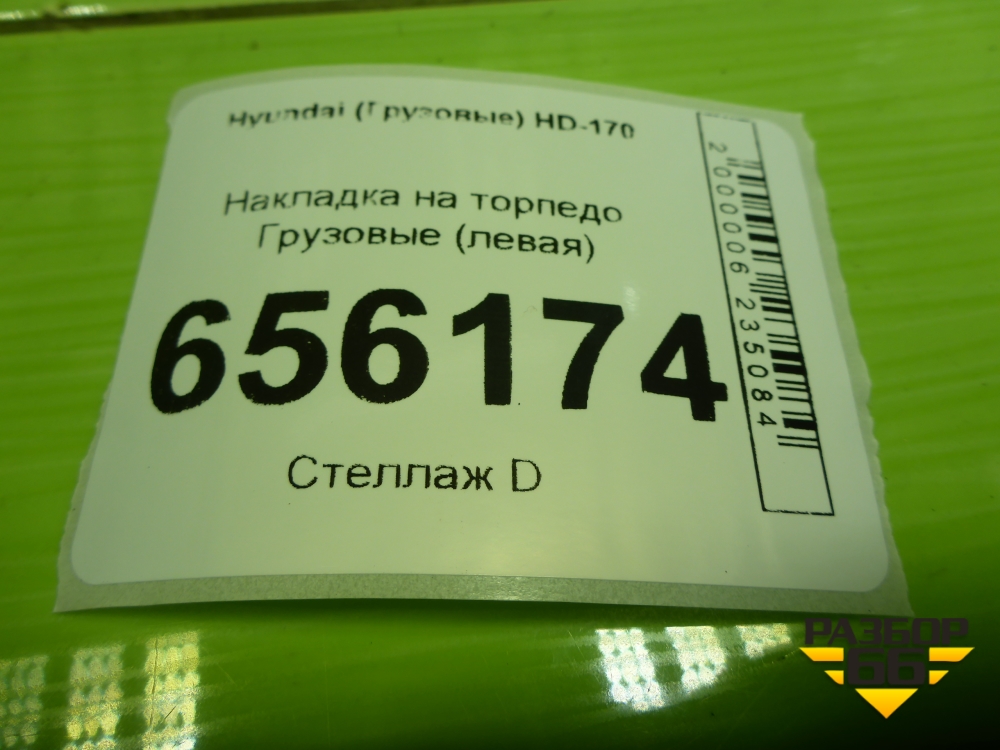 Hyundai (Грузовые) HD-170
Накладка на торпедо
Грузовые (левая)
656174
Стеллаж D
2000006235084
РАЗБОР
66